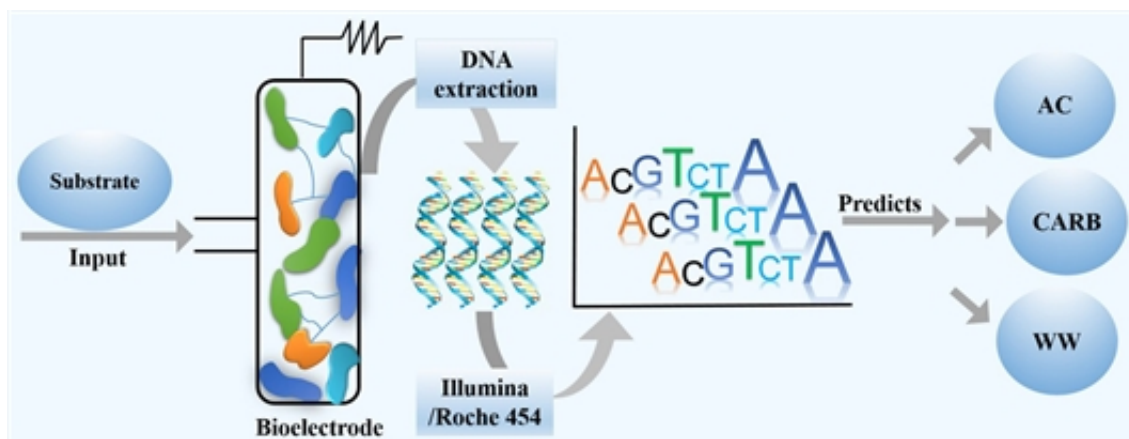 Substrate
Input
Bioelectrode
DNA
extraction
Illumina
/Roche 454
ACGTCTA
ACGTCTA
ACGTCTA
Predicts
AC
CARB
WW